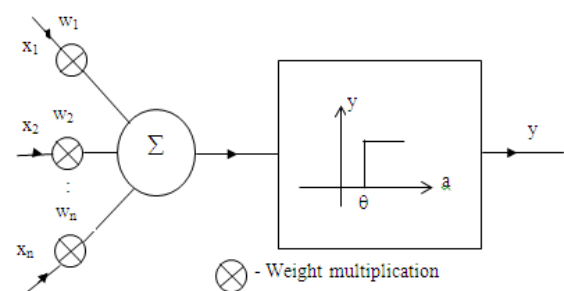 w1
x1
w2
x2
:
wn
xn
Σ
y
a
θ
y
- Weight multiplication